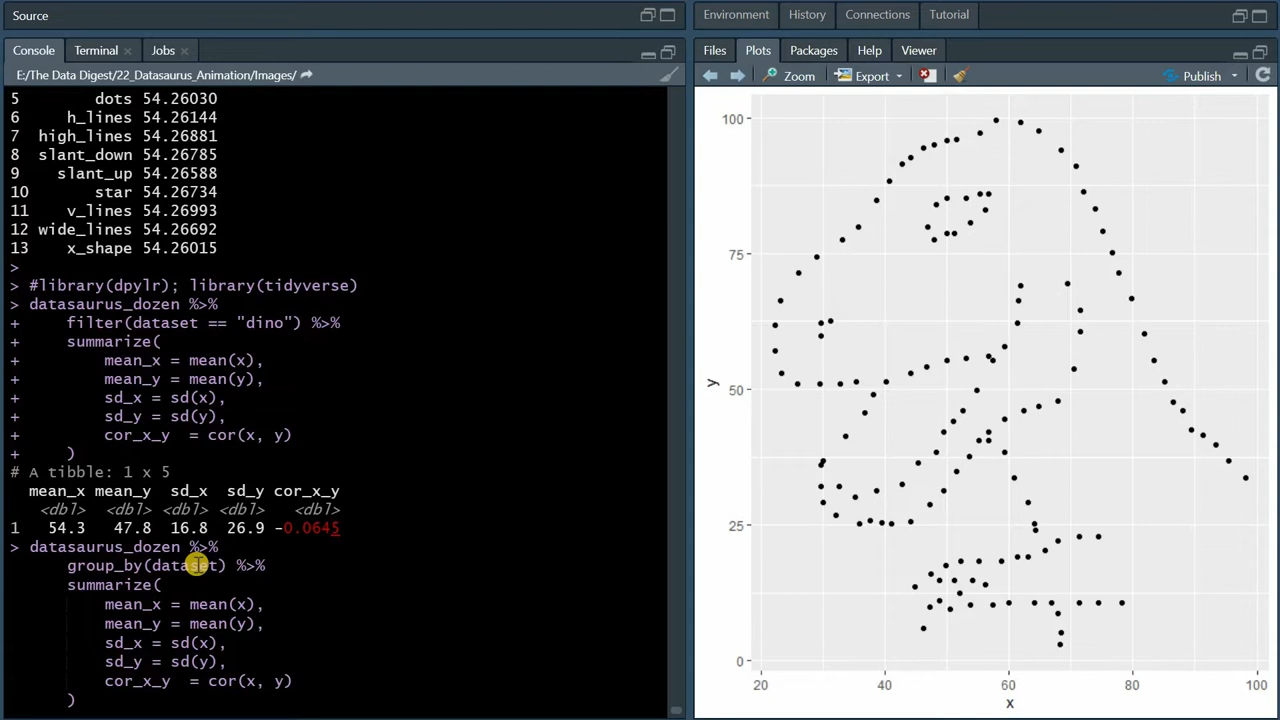 Source
Console Terminal Jobs
E:/The Data Digest/22_Datasaurus_Animation/Images/
5 dots 54.26030
6 h_lines 54.26144
7 high_lines 54.26881
8 slant_down 54.26785
9 slant_up 54.26588
10 star 54.26734
11 v_lines 54.26993
12 wide_lines 54.26692
13 x_shape 54.26015
>
> #library(dpylr); library(tidyverse)
> datasaurus_dozen %>%
+ filter(dataset == "dino") %>%
+ summarize(
+ mean_x = mean(x),
+ mean_y = mean(y),
+ sd_x = sd(x),
+ sd_y = sd(y),
+ cor_x_y = cor(x, y)
+ )
# A tibble: 1 x 5
mean_x mean_y sd_x sd_y cor_x_y
<dbl> <dbl> <dbl> <dbl> <dbl>
1 54.3 47.8 16.8 26.9 -0.0645
> datasaurus_dozen %>%
group_by(dataset) %>%
summarize(
mean_x = mean(x),
mean_y = mean(y),
sd_x = sd(x),
sd_y = sd(y),
cor_x_y = cor(x, y)
)
Environment History Connections Tutorial
Files Plots Packages Help Viewer
Zoom Export Publish
100
75
y
50
25
0
20 40 60 80 100
x